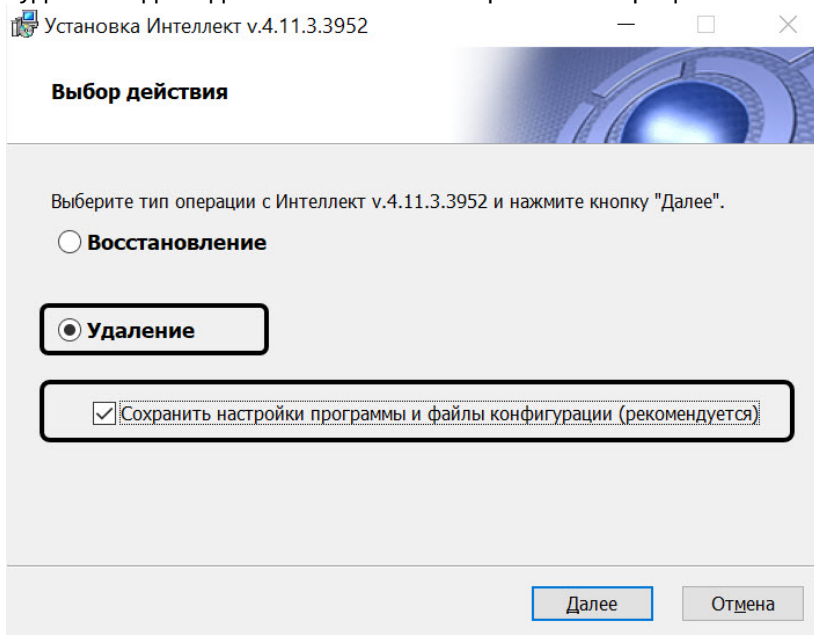 Установка Интеллект v.4.11.3.3952
Выбор действия
Выберите тип операции с Интеллект v.4.11.3.3952 и нажмите кнопку "Далее".
Восстановление
Удаление
Сохранить настройки программы и файлы конфигурации (рекомендуется)
Далее
Отмена